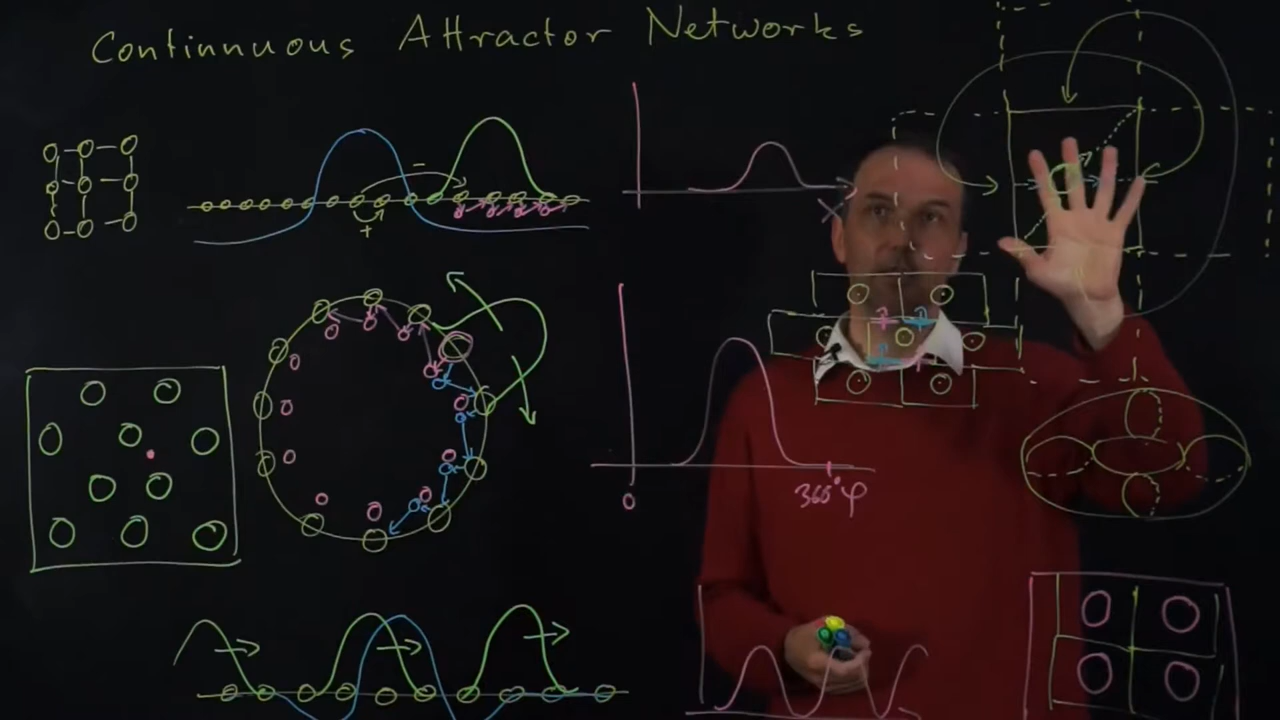 Continnuous Attractor Networks
-
+
X
0
360° φ